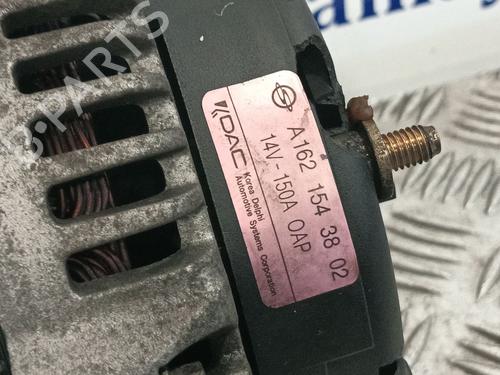 A162 154 38 02
14V - 150A OAP
KDAC
Korea Delphi
Automotive Systems Corporation
B-PARTS